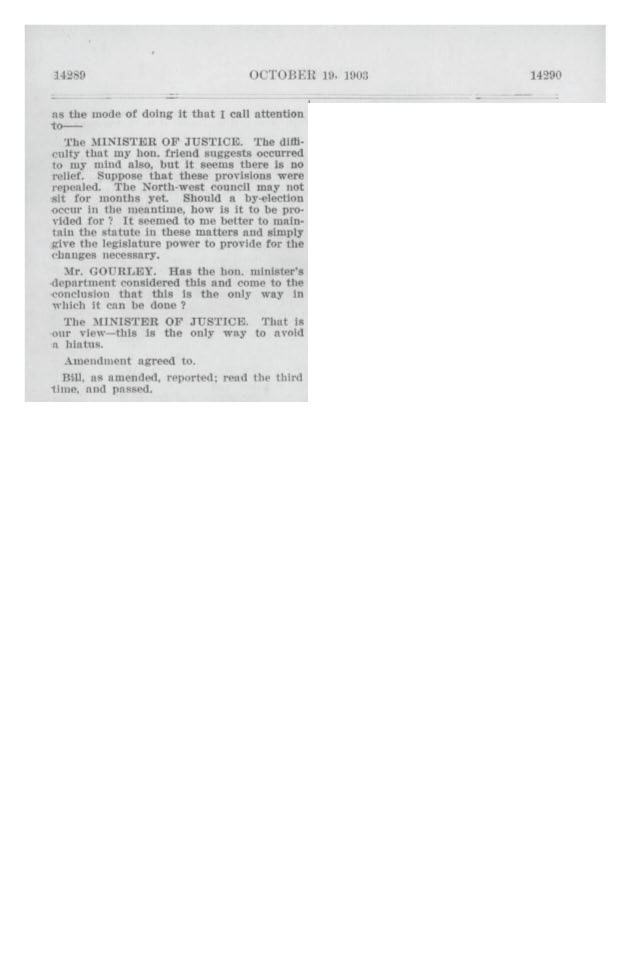 14289 OCTOBER 19, 1903 14290
as the mode of doing it that I call attention
to——
The MINISTER OF JUSTICE. The diffi-
culty that my hon. friend suggests occurred
to my mind also, but it seems there is no
relief. Suppose that these provisions were
repealed. The North-west council may not
sit for months yet. Should a by-election
occur in the meantime, how is it to be pro-
vided for ? It seemed to me better to main-
tain the statute in these matters and simply
give the legislature power to provide for the
changes necessary.
Mr. GOURLEY. Has the hon. minister's
department considered this and come to the
conclusion that this is the only way in
which it can be done ?
The MINISTER OF JUSTICE. That is
our view—this is the only way to avoid
a hiatus.
Amendment agreed to.
Bill, as amended, reported; read the third
time, and passed.